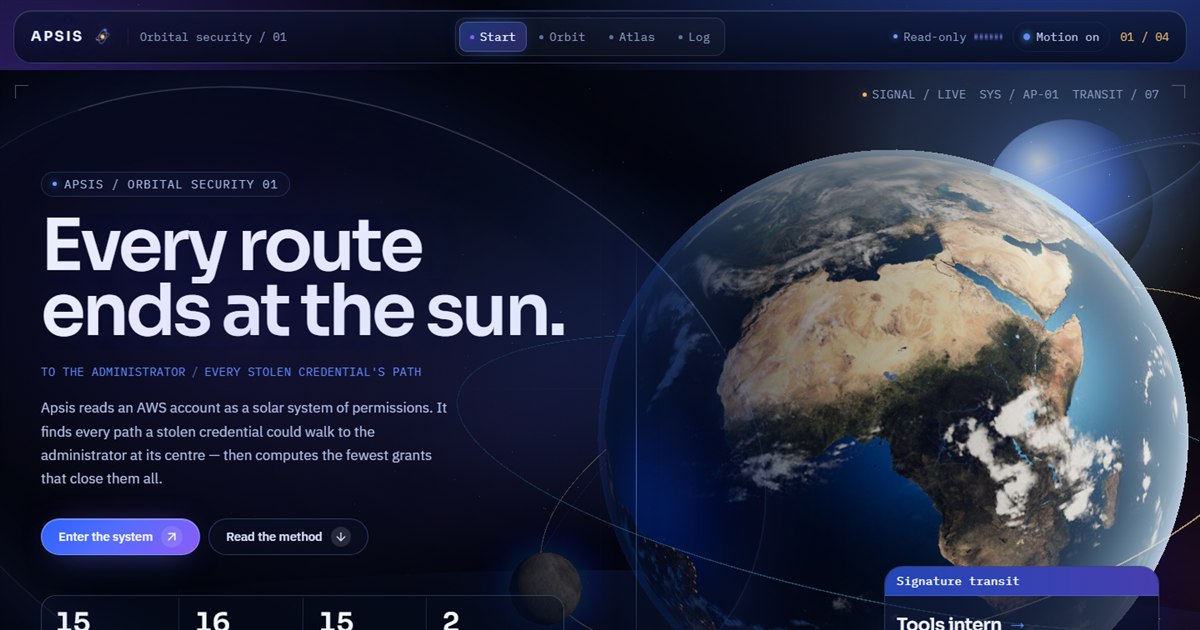 APSIS
Orbital security / 01
Start
Orbit
Atlas
Log
Read-only
Motion on
01 / 04
SIGNAL / LIVE SYS / AP-01 TRANSIT / 07
APSIS / ORBITAL SECURITY 01
Every route
ends at the sun.
TO THE ADMINISTRATOR / EVERY STOLEN CREDENTIAL'S PATH
Apsis reads an AWS account as a solar system of permissions. It
finds every path a stolen credential could walk to the
administrator at its centre — then computes the fewest grants
that close them all.
Enter the system ↗
Read the method ↓
15
16
15
2
Signature transit
Tools intern →